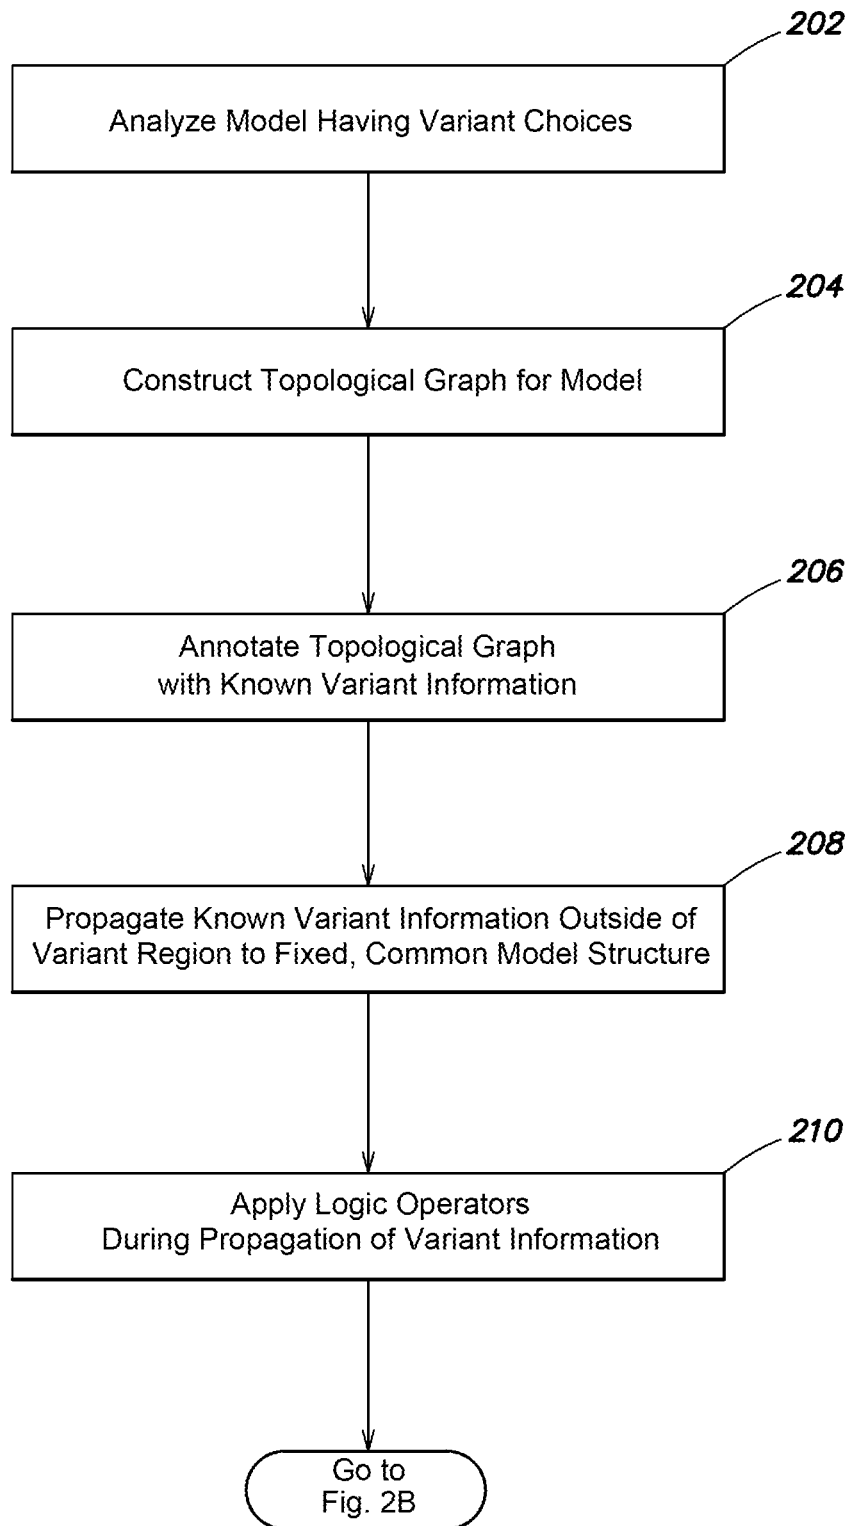 202
Analyze Model Having Variant Choices
204
Construct Topological Graph for Model
206
Annotate Topological Graph
with Known Variant Information
208
Propagate Known Variant Information Outside of
Variant Region to Fixed, Common Model Structure
210
Apply Logic Operators
During Propagation of Variant Information
Go to
Fig. 2B